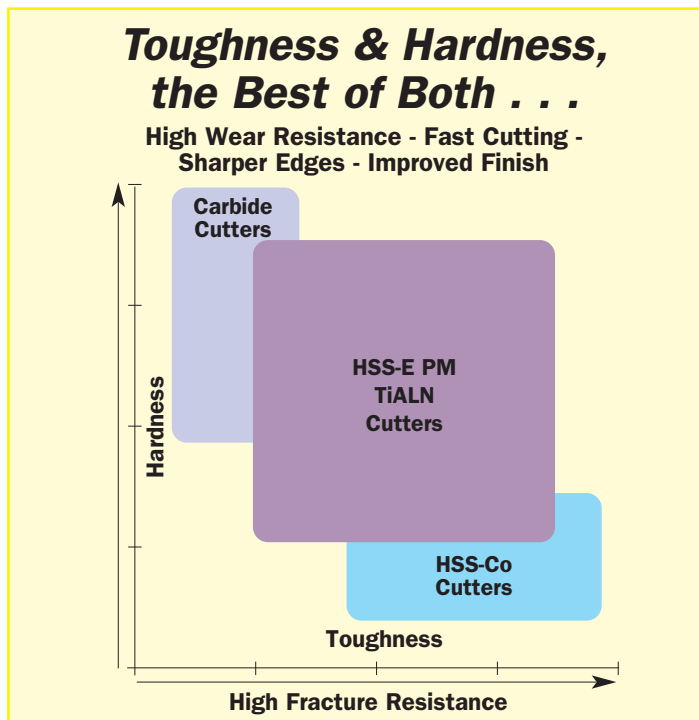 Toughness & Hardness,
the Best of Both . . .
High Wear Resistance - Fast Cutting -
Sharper Edges - Improved Finish
Carbide
Cutters
HSS-E PM
TiALN
Cutters
Hardness
HSS-Co
Cutters
Toughness
High Fracture Resistance